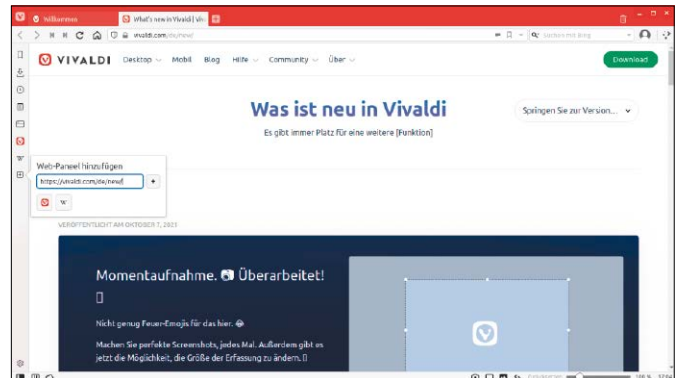 Willkommen
What's new in Vivaldi | Viv
vivaldi.com/de/new/
Suchen mit Bing
VIVALDI
Desktop
Mobil
Blog
Hilfe
Community
Über
Download
Was ist neu in Vivaldi
Springen Sie zur Version...
Es gibt immer Platz für eine weitere [Funktion]
W
Web-Paneel hinzufügen
https://vivaldi.com/de/new/
+
W
VERÖFFENTLICHT AM OKTOBER 7, 2021
Momentaufnahme. 📷 Überarbeitet!
Nicht genug Feuer-Emojis für das hier. 😂
Machen Sie perfekte Screenshots, jedes Mal. Außerdem gibt es
jetzt die Möglichkeit, die Größe der Erfassung zu ändern.
100 %